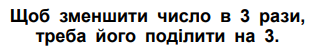 Щоб зменшити число в 3 рази,
треба його поділити на 3.